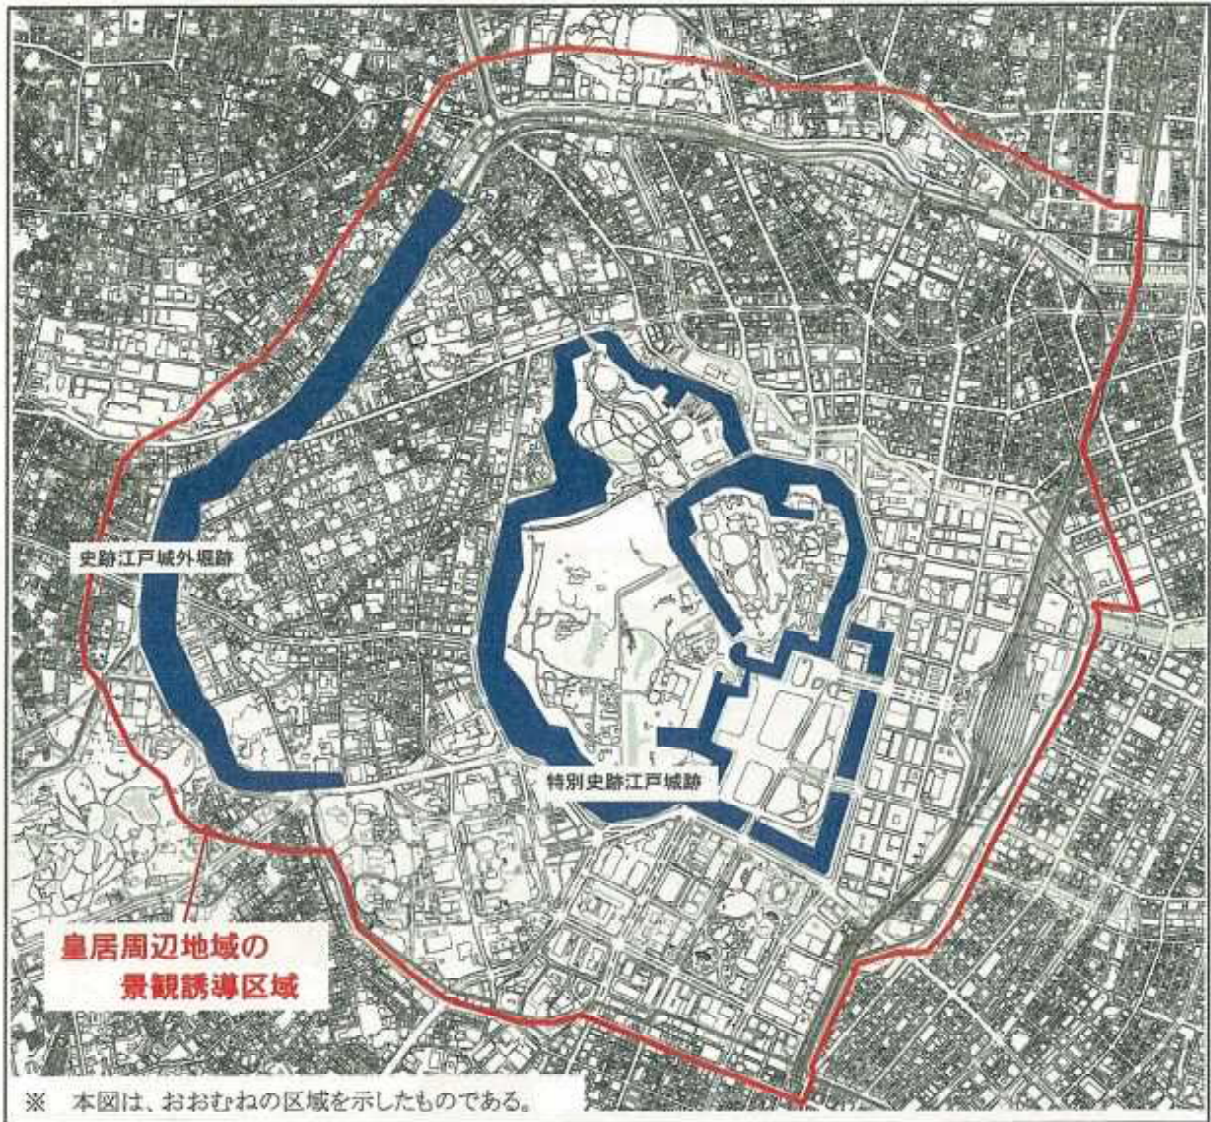 史跡江戸城外堀跡
特別史跡江戸城跡
皇居周辺地域の
景観誘導区域
※ 本図は、おおむねの区域を示したものである。